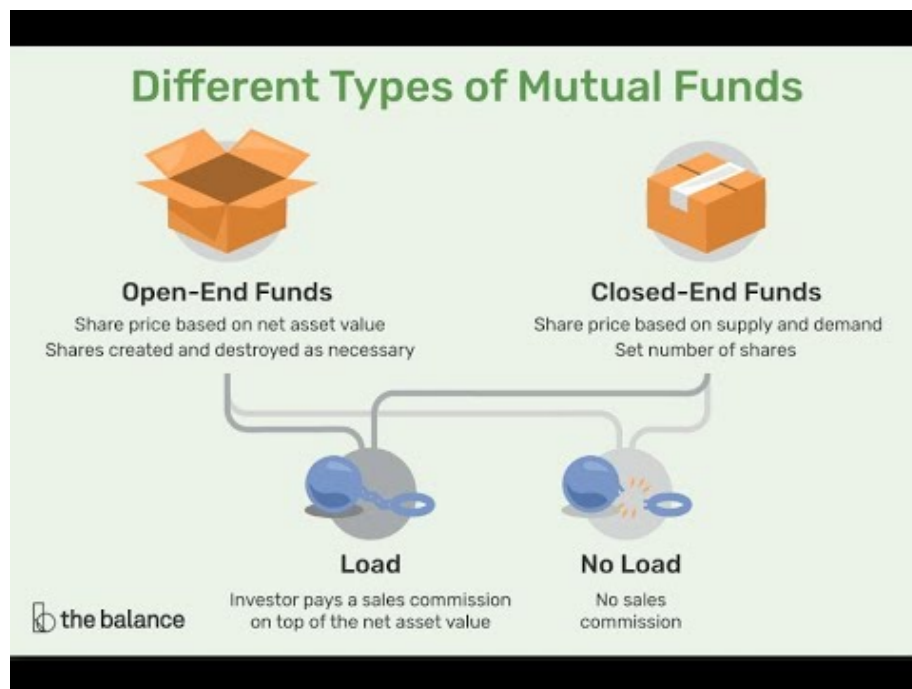 Different Types of Mutual Funds
Open-End Funds
Share price based on net asset value
Shares created and destroyed as necessary
Closed-End Funds
Share price based on supply and demand
Set number of shares
Load
Investor pays a sales commission
on top of the net asset value
No Load
No sales
commission
the balance